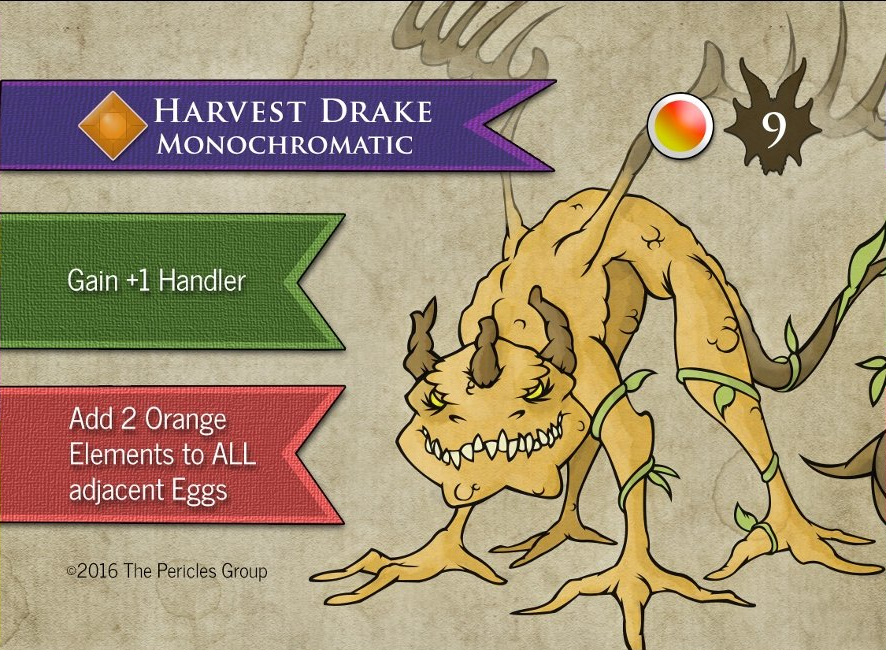 HARVEST DRAKE
MONOCHROMATIC
9
Gain +1 Handler
Add 2 Orange
Elements to ALL
adjacent Eggs
©2016 The Pericles Group